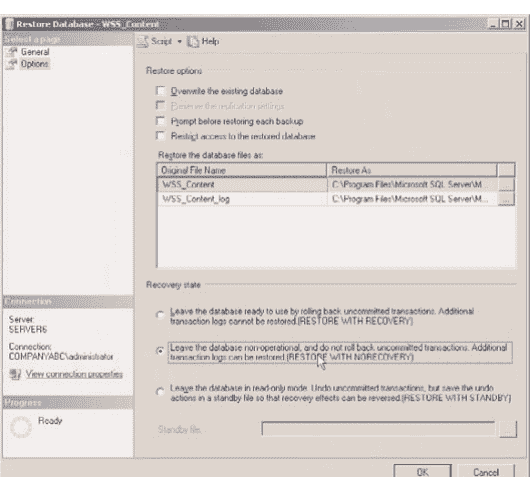 Restore Database - WSS_Content
Select a page
General
Options
Script
Help
Restore options
Overwrite the existing database
Preserve the replication settings
Prompt before restoring each backup
Restrict access to the restored database
Restore the database files as:
Original File Name
Restore As
WSS_Content
C:\Program Files\Microsoft SQL Server\M...
...
WSS_Content_log
C:\Program Files\Microsoft SQL Server\M...
...
Recovery state
Leave the database ready to use by rolling back uncommitted transactions. Additional
transaction logs cannot be restored.(RESTORE WITH RECOVERY)
Leave the database non-operational, and do not roll back uncommitted transactions. Additional
transaction logs can be restored.(RESTORE WITH NORECOVERY)
Leave the database in read-only mode. Undo uncommitted transactions, but save the undo
actions in a standby file so that recovery effects can be reversed.(RESTORE WITH STANDBY)
Standby file:
...
Connection
Server:
SERVER6
Connection:
COMPANYABC\administrator
View connection properties
Progress
Ready
OK
Cancel